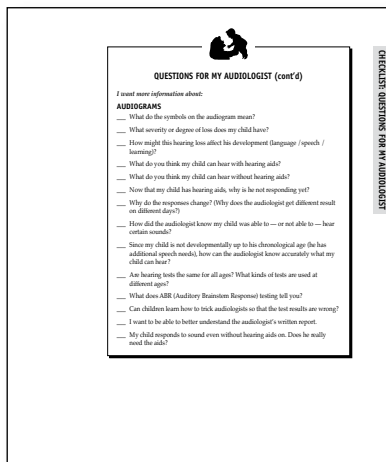 QUESTIONS FOR MY AUDIOLOGIST (cont'd)
I want more information about:
AUDIOGRAMS
___ What do the symbols on the audiogram mean?
___ What severity or degree of loss does my child have?
___ How might this hearing loss affect his development (language / speech /
learning)?
___ What do you think my child can hear with hearing aids?
___ What do you think my child can hear without hearing aids?
___ Now that my child has hearing aids, why is he not responding yet?
___ Why do the responses change? (Why does the audiologist get different result
on different days?)
___ How did the audiologist know my child was able to — or not able to — hear
certain sounds?
___ Since my child is not developmentally up to his chronological age (he has
additional speech needs), how can the audiologist know accurately what my
child can hear?
___ Are hearing tests the same for all ages? What kinds of tests are used at
different ages?
___ What does ABR (Auditory Brainstem Response) testing tell you?
___ Can children learn how to trick audiologists so that the test results are wrong?
___ I want to be able to better understand the audiologist's written report.
___ My child responds to sound even without hearing aids on. Does he really
need the aids?
CHECKLIST: QUESTIONS FOR MY AUDIOLOGIST